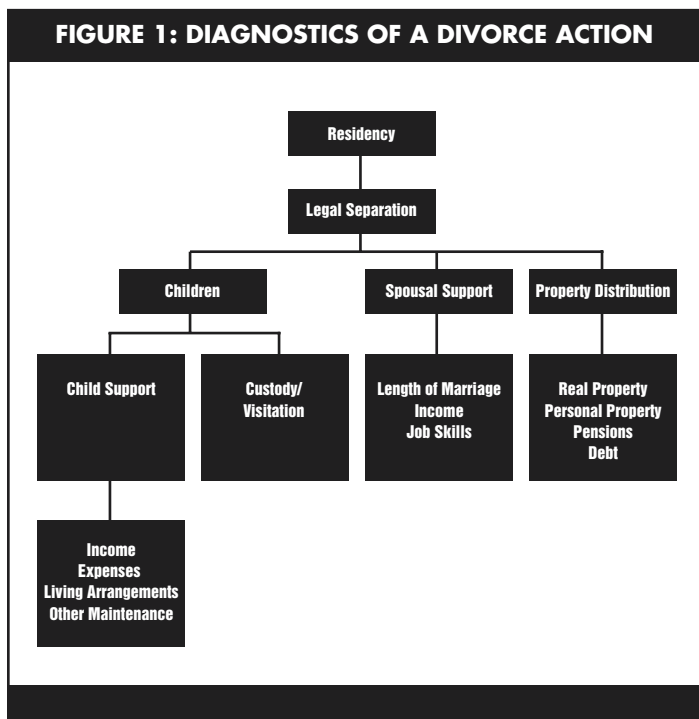 FIGURE 1: DIAGNOSTICS OF A DIVORCE ACTION
Residency
Legal Separation
Children
Spousal Support
Property Distribution
Child Support
Custody/
Visitation
Length of Marriage
Income
Job Skills
Real Property
Personal Property
Pensions
Debt
Income
Expenses
Living Arrangements
Other Maintenance